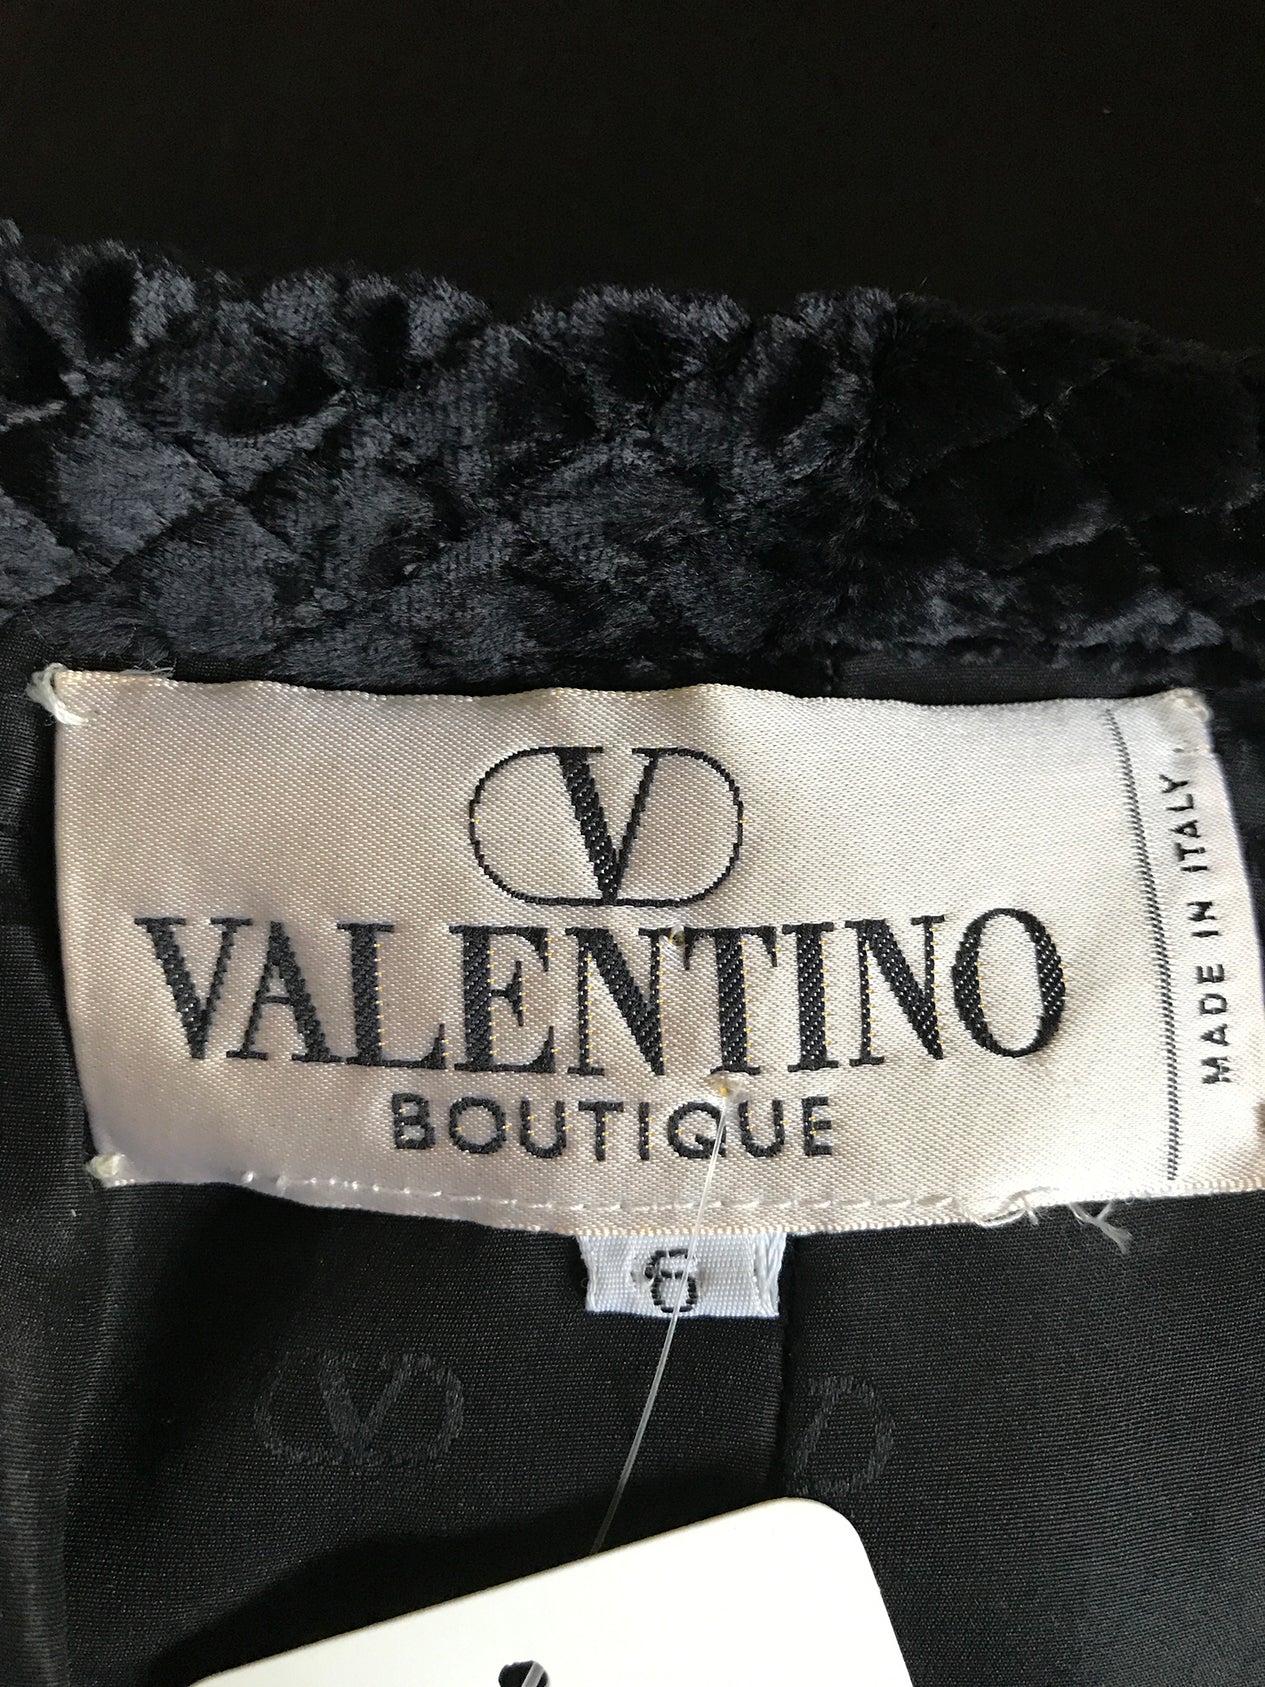 V
VALENTINO
BOUTIQUE
MADE IN ITALY
6
V